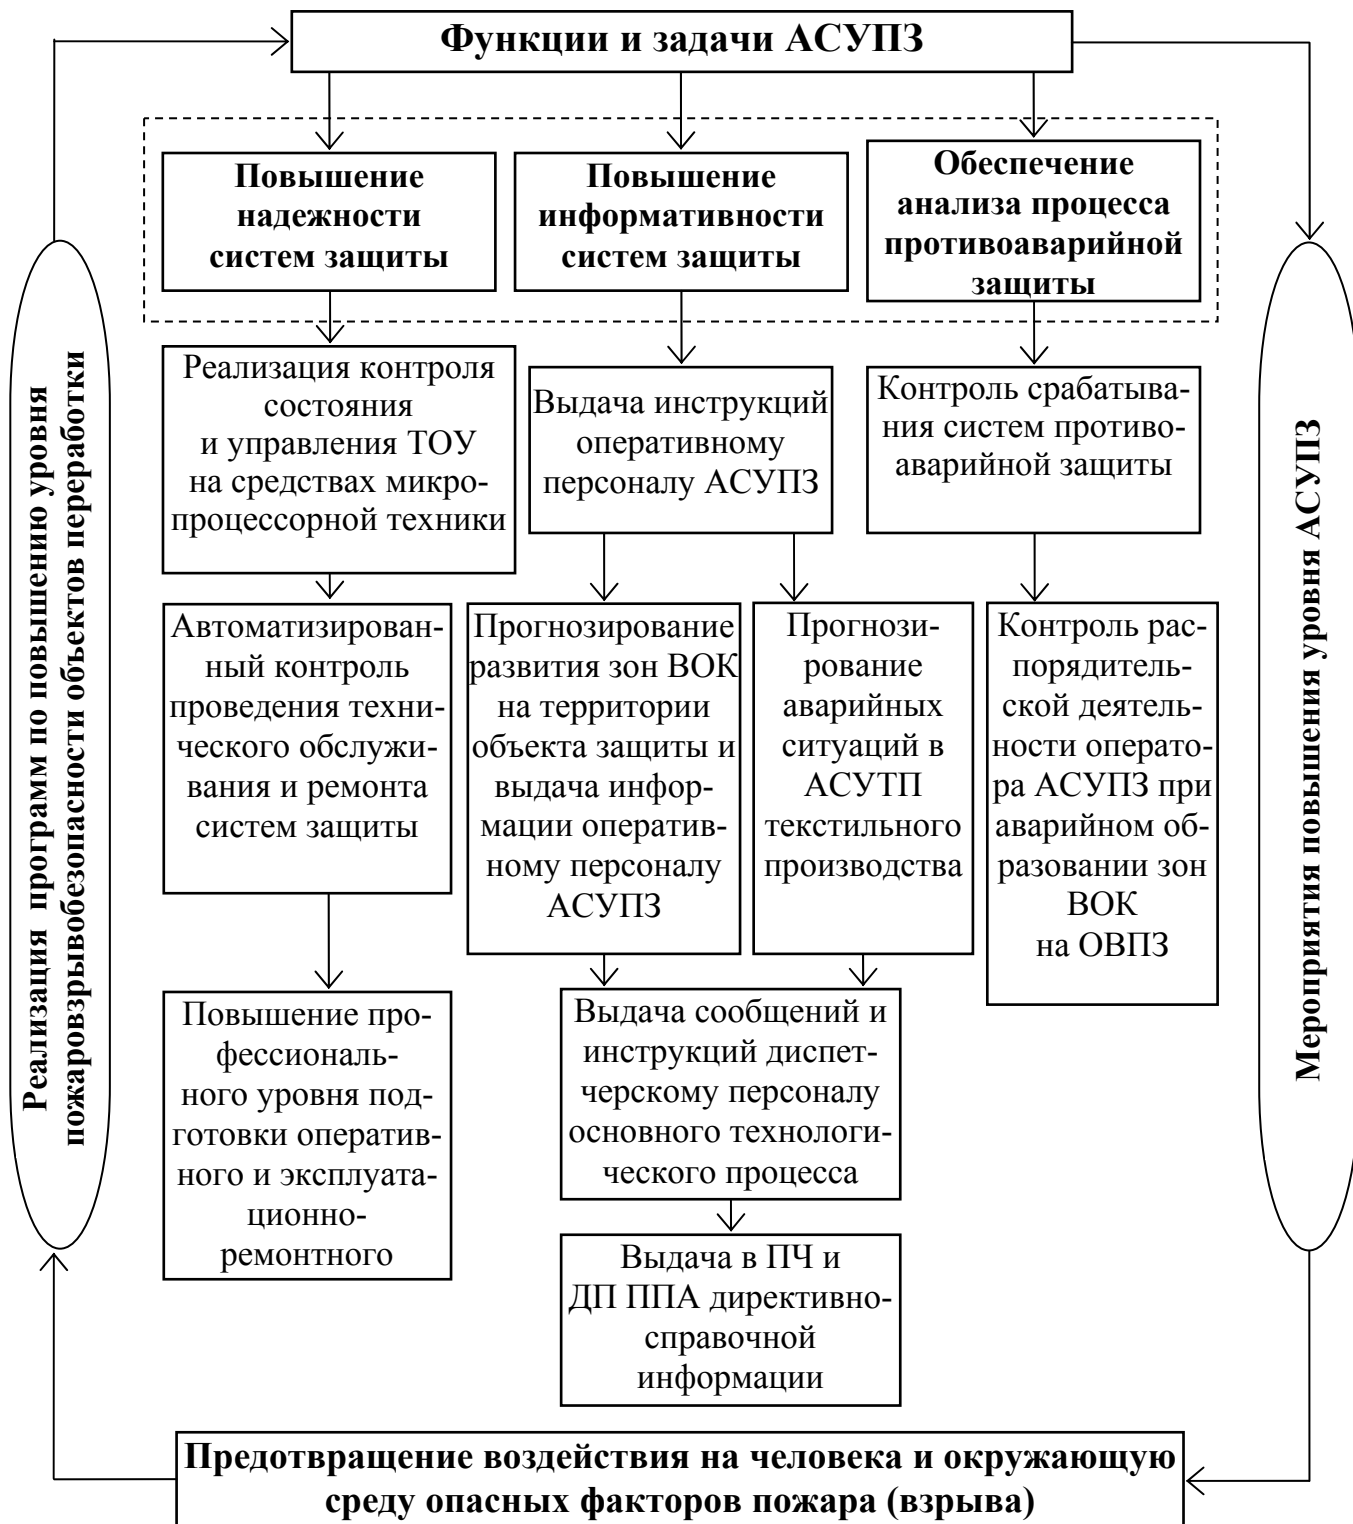 Функции и задачи АСУПЗ
Повышение
надежности
систем защиты
Повышение
информативности
систем защиты
Обеспечение
анализа процесса
противоаварийной
защиты
Реализация контроля
состояния
и управления ТОУ
на средствах микро-
процессорной техники
Выдача инструкций
оперативному
персоналу АСУПЗ
Контроль срабатыва-
ния систем противо-
аварийной защиты
Автоматизирован-
ный контроль
проведения техни-
ческого обслужи-
вания и ремонта
систем защиты
Прогнозирование
развития зон ВОК
на территории
объекта защиты и
выдача инфор-
мации оператив-
ному персоналу
АСУПЗ
Прогнози-
рование
аварийных
ситуаций в
АСУТП
текстильного
производства
Контроль рас-
порядитель-
ской деятель-
ности операто-
ра АСУПЗ при
аварийном об-
разовании зон
ВОК
на ОВПЗ
Повышение про-
фессиональ-
ного уровня под-
готовки оператив-
ного и эксплуата-
ционно-
ремонтного
Выдача сообщений и
инструкций диспет-
черскому персоналу
основного технологи-
ческого процесса
Выдача в ПЧ и
ДП ППА директивно-
справочной
информации
Реализация программ по повышению уровня
пожаровзрывобезопасности объектов переработки
Мероприятия повышения уровня АСУПЗ
Предотвращение воздействия на человека и окружающую
среду опасных факторов пожара (взрыва)